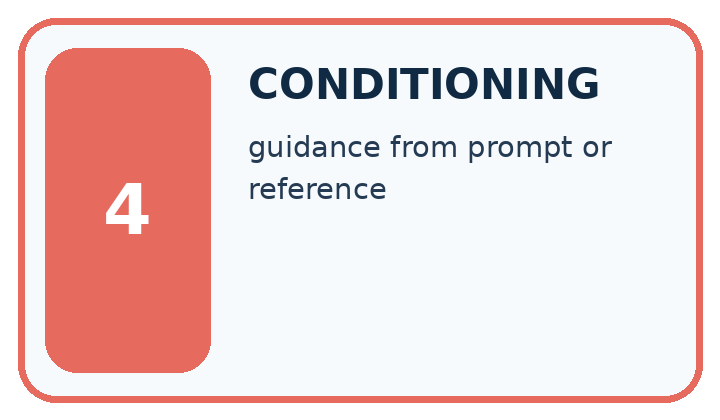 4
CONDITIONING
guidance from prompt or
reference